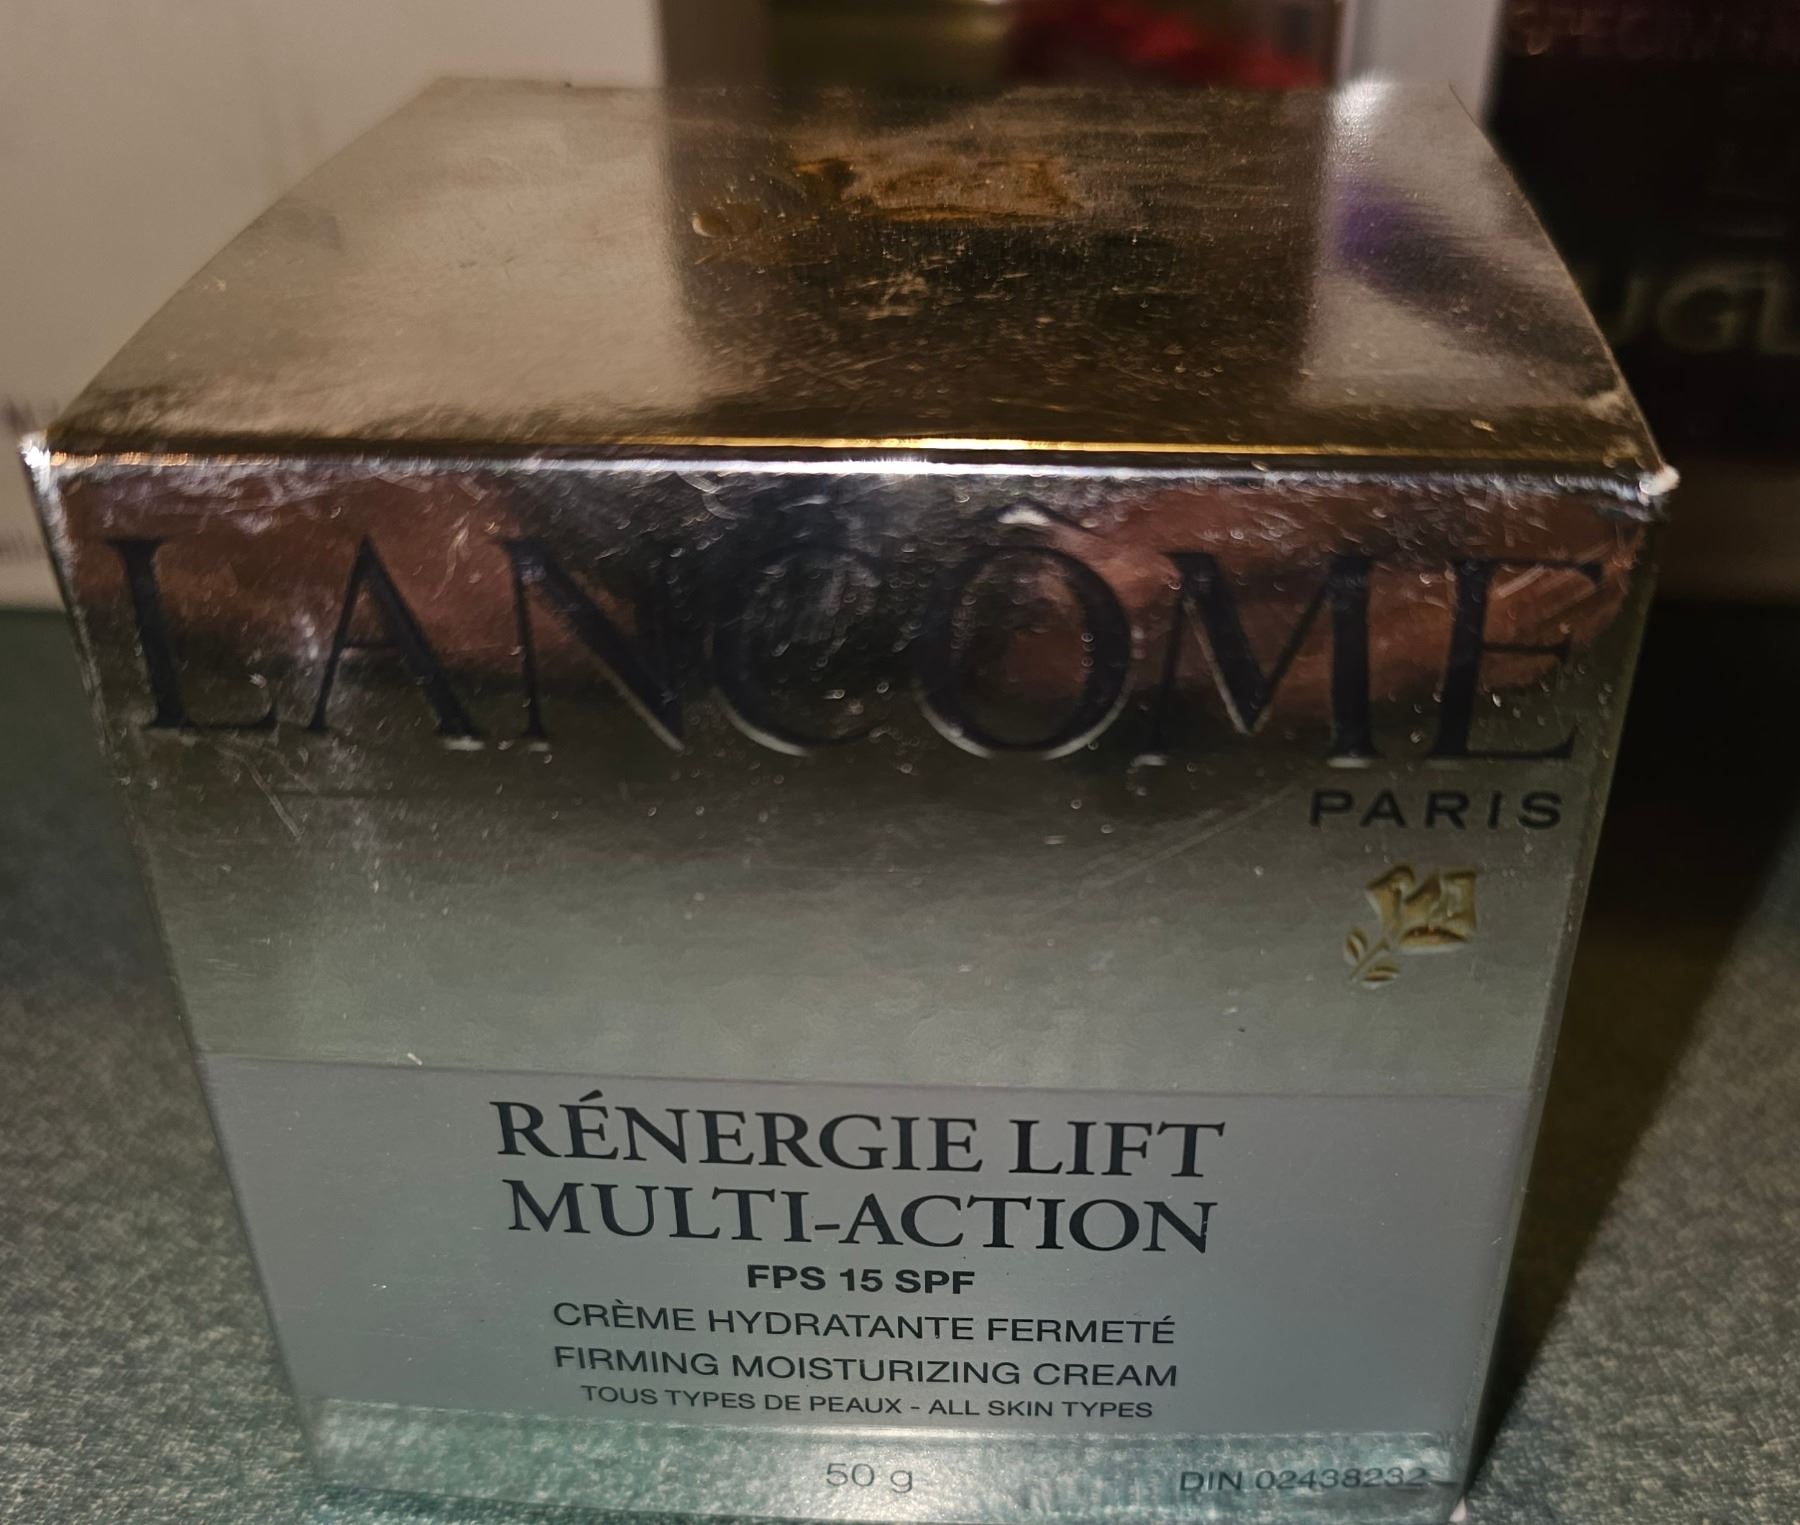 LANCÔME
PARIS
RÉNERGIE LIFT
MULTI-ACTION
FPS 15 SPF
CRÈME HYDRATANTE FERMETÉ
FIRMING MOISTURIZING CREAM
TOUS TYPES DE PEAUX - ALL SKIN TYPES
50 g
DIN 02438232